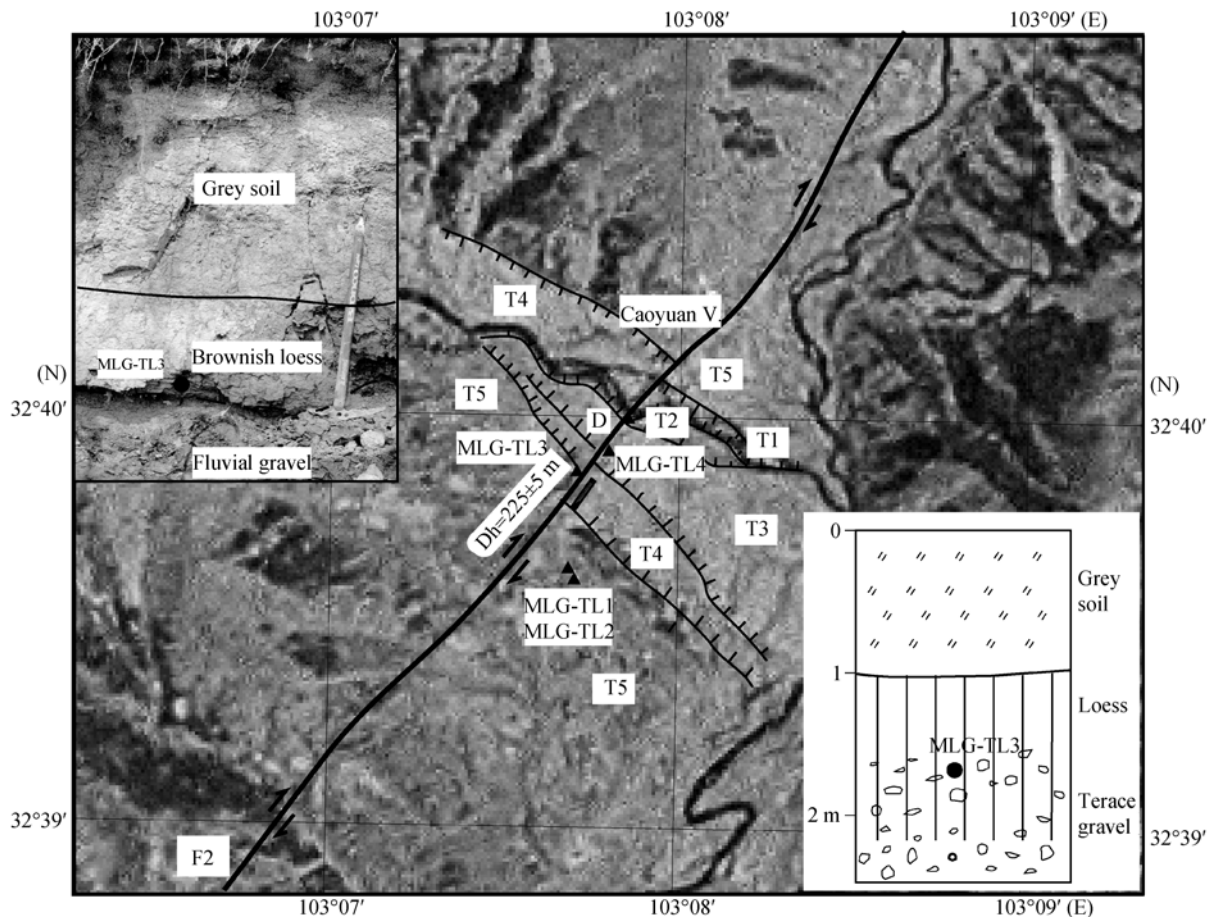 103°07′
103°08′
103°09′ (E)
Grey soil
MLG-TL3
Brownish loess
Fluvial gravel
(N)
32°40′
(N)
32°40′
T4
Caoyuan V.
T5
T5
D
T2
T1
MLG-TL3
MLG-TL4
Dh=225±5 m
T3
T4
MLG-TL1
MLG-TL2
T5
0
Grey
soil
1
Loess
MLG-TL3
Terace
gravel
2 m
32°39′
32°39′
F2
103°07′
103°08′
103°09′ (E)